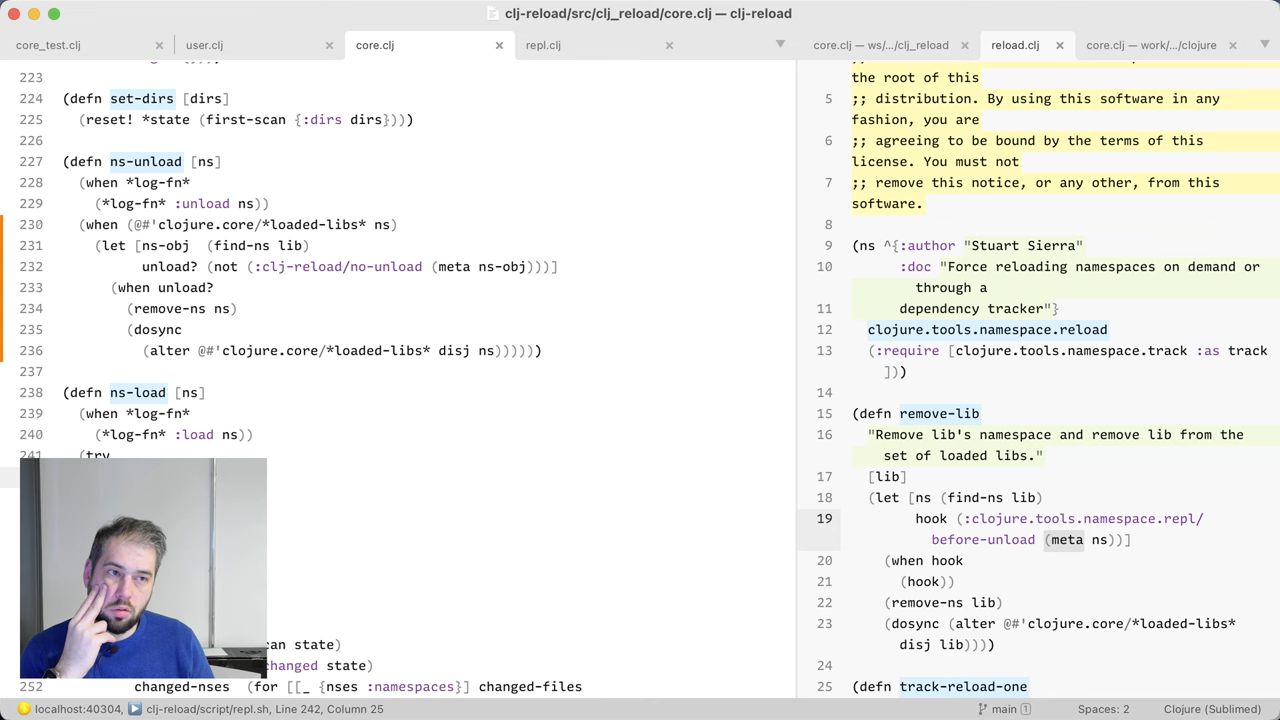 clj-reload/src/clj_reload/core.clj — clj-reload
core_test.clj
user.clj
core.clj
repl.clj
core.clj — ws/…/clj_reload
reload.clj
core.clj — work/…/clojure
223
224 (defn set-dirs [dirs]
225 (reset! *state (first-scan {:dirs dirs})))
226
227 (defn ns-unload [ns]
228 (when *log-fn*
229 (*log-fn* :unload ns))
230 (when (@#'clojure.core/*loaded-libs* ns)
231 (let [ns-obj  (find-ns lib)
232 unload? (not (:clj-reload/no-unload (meta ns-obj)))]
233 (when unload?
234 (remove-ns ns)
235 (dosync
236 (alter @#'clojure.core/*loaded-libs* disj ns)))))
237
238 (defn ns-load [ns]
239 (when *log-fn*
240 (*log-fn* :load ns))
241 (try
state)
changed state)
252 changed-nses  (for [[_ {nses :namespaces}] changed-files
the root of this
5 ;; distribution. By using this software in any
fashion, you are
6 ;; agreeing to be bound by the terms of this
license. You must not
7 ;; remove this notice, or any other, from this
software.
8
9 (ns ^{:author "Stuart Sierra"
10 :doc "Force reloading namespaces on demand or
through a
11 dependency tracker"}
12 clojure.tools.namespace.reload
13 (:require [clojure.tools.namespace.track :as track
]))
14
15 (defn remove-lib
16 "Remove lib's namespace and remove lib from the
set of loaded libs."
17 [lib]
18 (let [ns (find-ns lib)
19 hook (:clojure.tools.namespace.repl/
before-unload (meta ns))]
20 (when hook
21 (hook))
22 (remove-ns lib)
23 (dosync (alter @#'clojure.core/*loaded-libs*
disj lib))))
24
25 (defn track-reload-one
localhost:40304, clj-reload/script/repl.sh, Line 242, Column 25
main 1
Spaces: 2
Clojure (Sublimed)